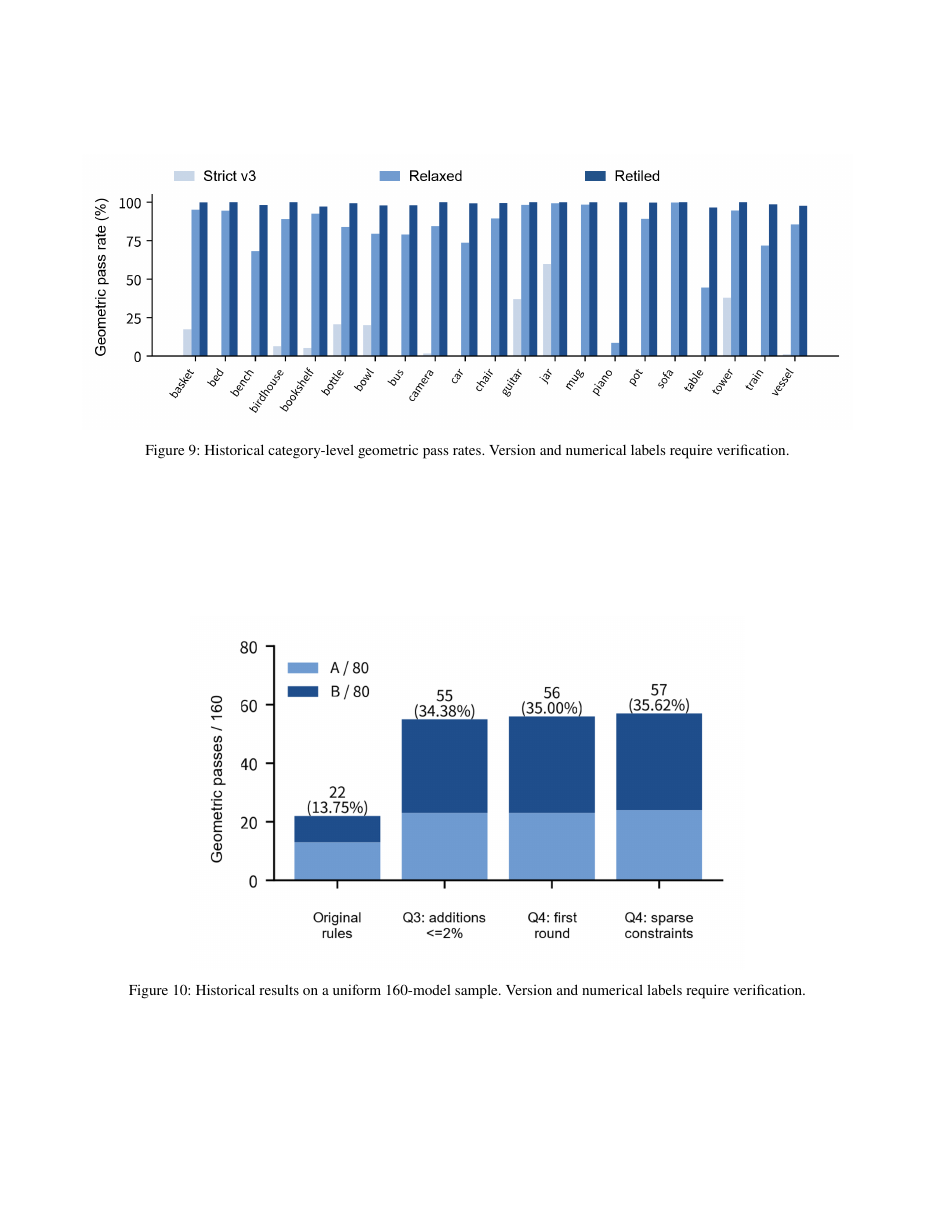 Strict v3 Relaxed Retiled
Geometric pass rate (%)
100
75
50
25
0
basket bed bench birdhouse bookshelf bottle bowl bus camera car chair guitar jar mug piano pot sofa table tower train vessel
Figure 9: Historical category-level geometric pass rates. Version and numerical labels require verification.
Geometric passes / 160
80
60
40
20
0
A / 80
B / 80
22
(13.75%)
55
(34.38%)
56
(35.00%)
57
(35.62%)
Original
rules
Q3: additions
<=2%
Q4: first
round
Q4: sparse
constraints
Figure 10: Historical results on a uniform 160-model sample. Version and numerical labels require verification.